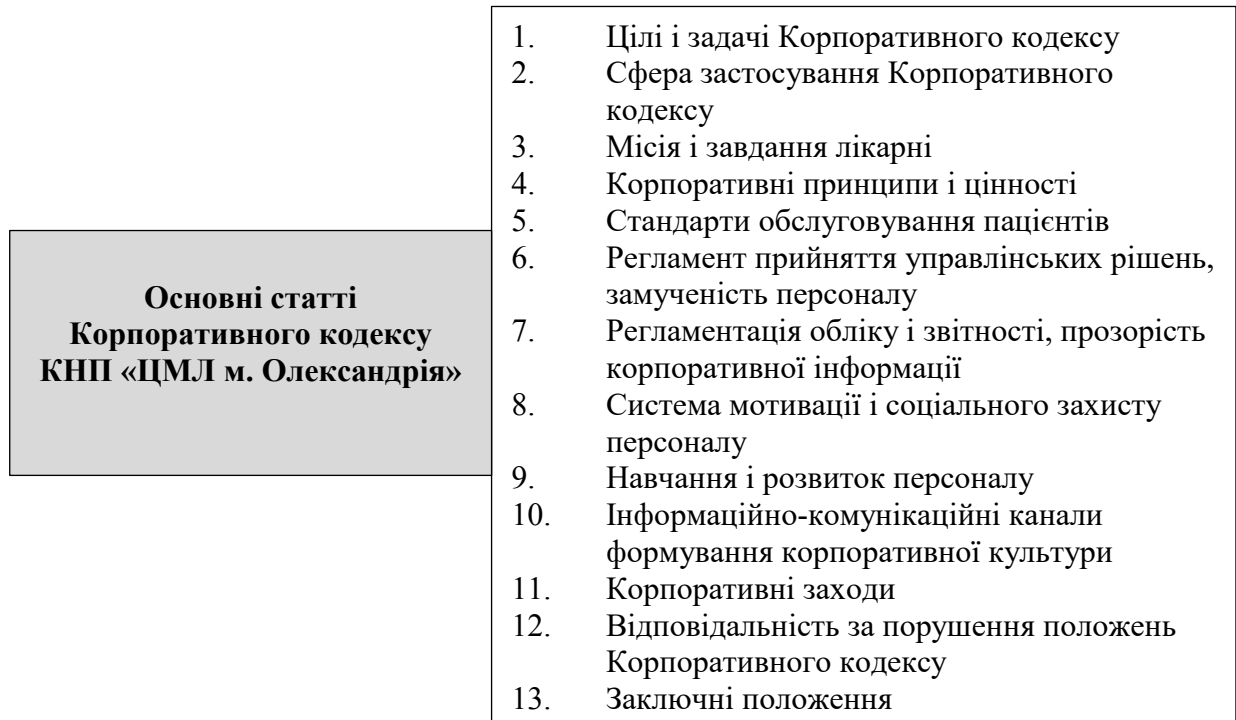 Основні статті
Корпоративного кодексу
КНП «ЦМЛ м. Олександрія»
1. Цілі і задачі Корпоративного кодексу
2. Сфера застосування Корпоративного
кодексу
3. Місія і завдання лікарні
4. Корпоративні принципи і цінності
5. Стандарти обслуговування пацієнтів
6. Регламент прийняття управлінських рішень,
замученість персоналу
7. Регламентація обліку і звітності, прозорість
корпоративної інформації
8. Система мотивації і соціального захисту
персоналу
9. Навчання і розвиток персоналу
10. Інформаційно-комунікаційні канали
формування корпоративної культури
11. Корпоративні заходи
12. Відповідальність за порушення положень
Корпоративного кодексу
13. Заключні положення